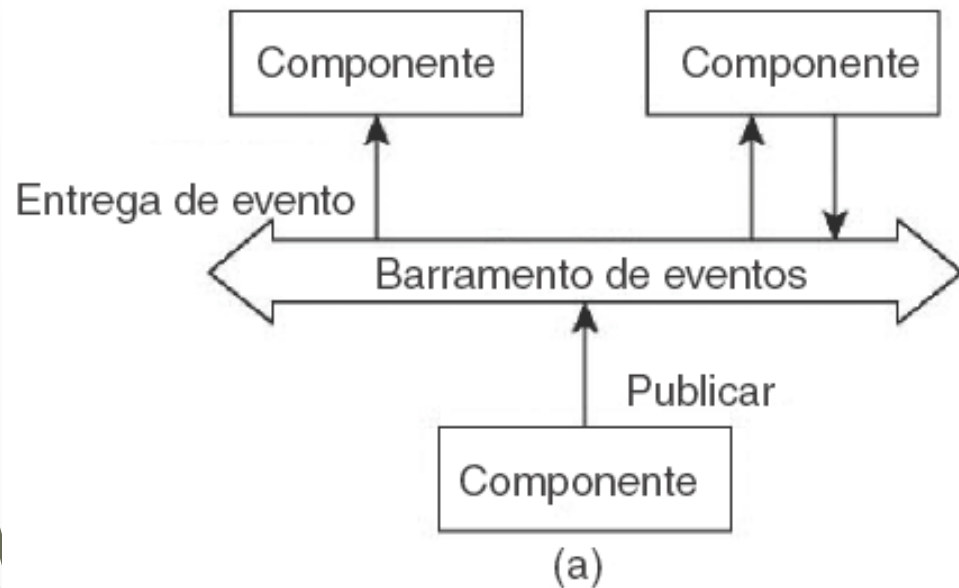 Componente
Componente
Entrega de evento
Barramento de eventos
Publicar
Componente
(a)